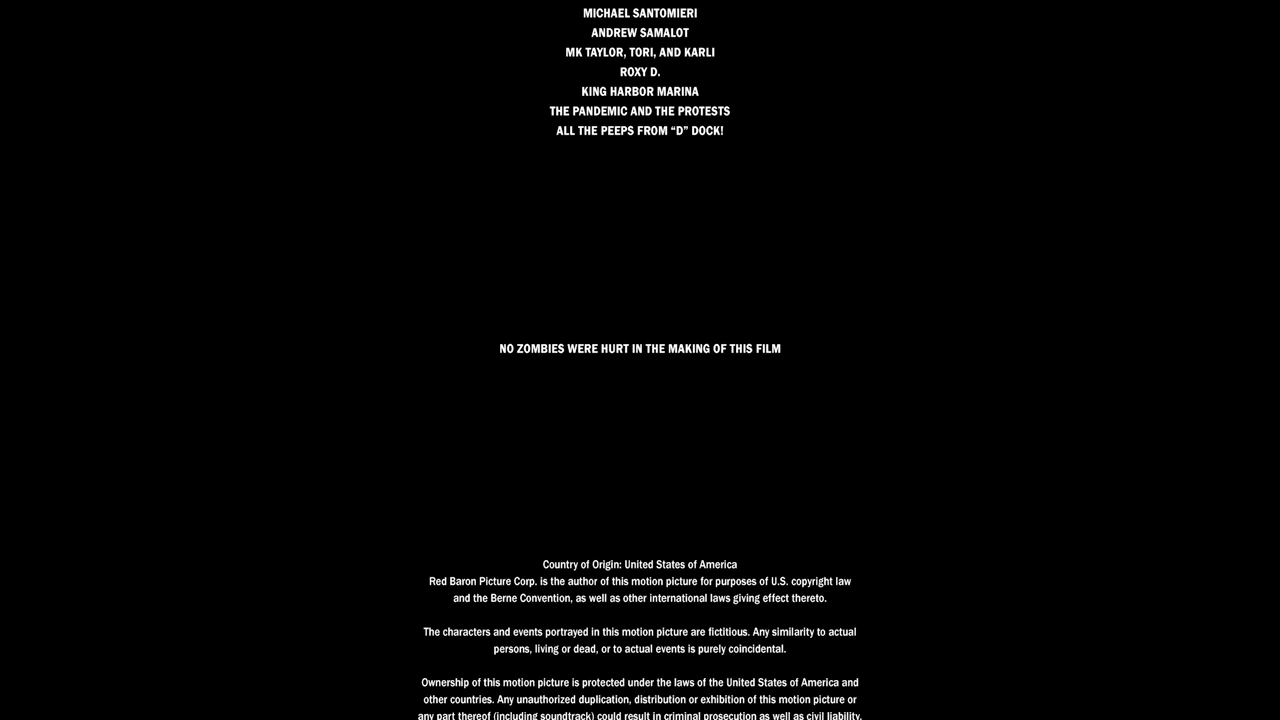 MICHAEL SANTOMIERI
ANDREW SAMALOT
MK TAYLOR, TORI, AND KARLI
ROXY D.
KING HARBOR MARINA
THE PANDEMIC AND THE PROTESTS
ALL THE PEEPS FROM “D” DOCK!
NO ZOMBIES WERE HURT IN THE MAKING OF THIS FILM
Country of Origin: United States of America
Red Baron Picture Corp. is the author of this motion picture for purposes of U.S. copyright law
and the Berne Convention, as well as other international laws giving effect thereto.
The characters and events portrayed in this motion picture are fictitious. Any similarity to actual
persons, living or dead, or to actual events is purely coincidental.
Ownership of this motion picture is protected under the laws of the United States of America and
other countries. Any unauthorized duplication, distribution or exhibition of this motion picture or
any part thereof (including soundtrack) could result in criminal prosecution as well as civil liability.